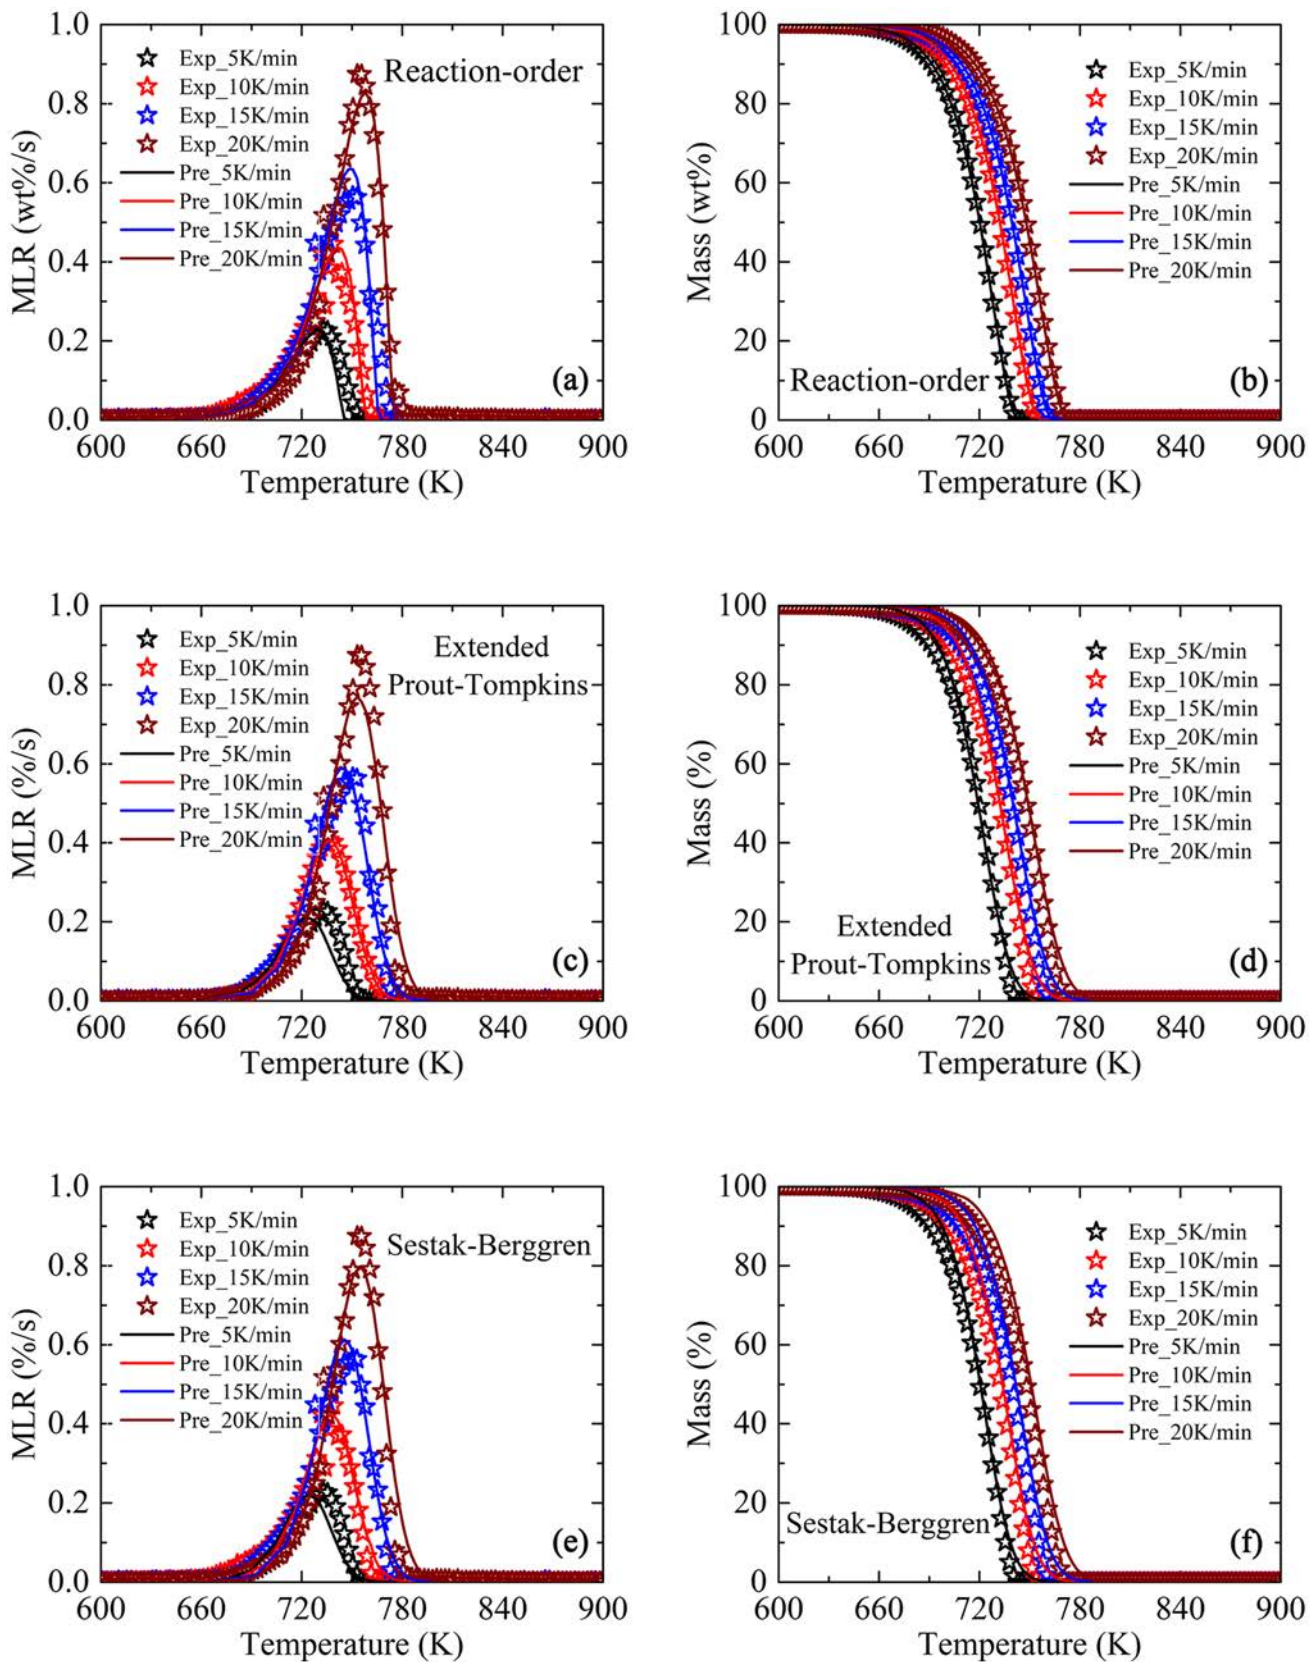 1.0
0.8
0.6
0.4
0.2
0.0
MLR (wt%/s)
Exp_5K/min
Exp_10K/min
Exp_15K/min
Exp_20K/min
Pre_5K/min
Pre_10K/min
Pre_15K/min
Pre_20K/min
Reaction-order
(a)
600 660 720 780 840 900
Temperature (K)
100
80
60
40
20
0
Mass (wt%)
Exp_5K/min
Exp_10K/min
Exp_15K/min
Exp_20K/min
Pre_5K/min
Pre_10K/min
Pre_15K/min
Pre_20K/min
Reaction-order
(b)
600 660 720 780 840 900
Temperature (K)
1.0
0.8
0.6
0.4
0.2
0.0
MLR (%/s)
Exp_5K/min
Exp_10K/min
Exp_15K/min
Exp_20K/min
Pre_5K/min
Pre_10K/min
Pre_15K/min
Pre_20K/min
Extended
Prout-Tompkins
(c)
600 660 720 780 840 900
Temperature (K)
100
80
60
40
20
0
Mass (%)
Exp_5K/min
Exp_10K/min
Exp_15K/min
Exp_20K/min
Pre_5K/min
Pre_10K/min
Pre_15K/min
Pre_20K/min
Extended
Prout-Tompkins
(d)
600 660 720 780 840 900
Temperature (K)
1.0
0.8
0.6
0.4
0.2
0.0
MLR (%/s)
Exp_5K/min
Exp_10K/min
Exp_15K/min
Exp_20K/min
Pre_5K/min
Pre_10K/min
Pre_15K/min
Pre_20K/min
Sestak-Berggren
(e)
600 660 720 780 840 900
Temperature (K)
100
80
60
40
20
0
Mass (%)
Exp_5K/min
Exp_10K/min
Exp_15K/min
Exp_20K/min
Pre_5K/min
Pre_10K/min
Pre_15K/min
Pre_20K/min
Sestak-Berggren
(f)
600 660 720 780 840 900
Temperature (K)